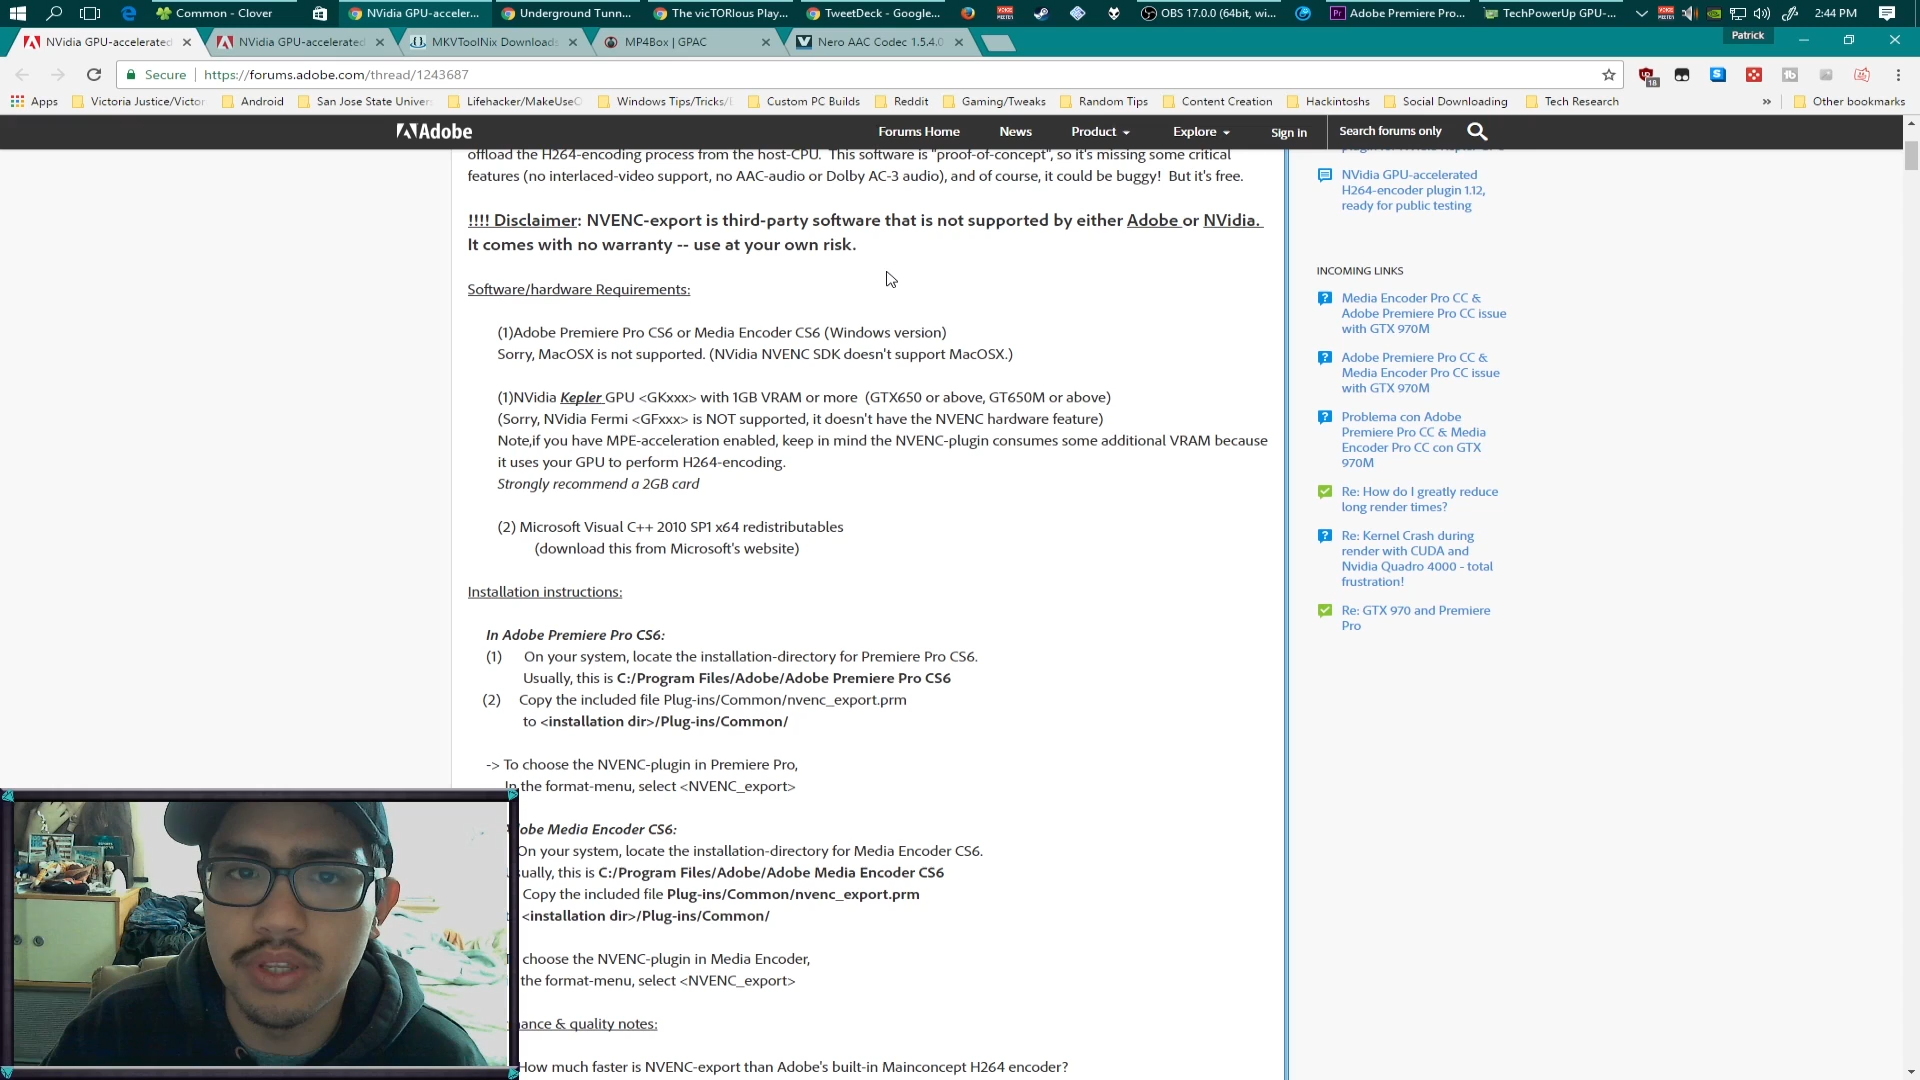 Common - Clover
NVidia GPU-acceler...
Underground Tunn...
The vicTORIous Play...
TweetDeck - Google...
OBS 17.0.0 (64bit, wi...
Adobe Premiere Pro...
TechPowerUp GPU-...
2:44 PM
NVidia GPU-accelerated
NVidia GPU-accelerated
MKVToolNix Downloads
MP4Box | GPAC
Nero AAC Codec 1.5.4.0
Patrick
Secure
https://forums.adobe.com/thread/1243687
Apps
Victoria Justice/Victor
Android
San Jose State Univers
Lifehacker/MakeUseO
Windows Tips/Tricks/
Custom PC Builds
Reddit
Gaming/Tweaks
Random Tips
Content Creation
Hackintoshs
Social Downloading
Tech Research
»
Other bookmarks
Adobe
Forums Home
News
Product
Explore
Sign in
Search forums only
offload the H264-encoding process from the host-CPU. This software is "proof-of-concept", so it's missing some critical
features (no interlaced-video support, no AAC-audio or Dolby AC-3 audio), and of course, it could be buggy! But it's free.
!!!! Disclaimer: NVENC-export is third-party software that is not supported by either Adobe or NVidia.
It comes with no warranty -- use at your own risk.
Software/hardware Requirements:
(1)Adobe Premiere Pro CS6 or Media Encoder CS6 (Windows version)
Sorry, MacOSX is not supported. (NVidia NVENC SDK doesn't support MacOSX.)
(1)NVidia Kepler GPU <GKxxx> with 1GB VRAM or more (GTX650 or above, GT650M or above)
(Sorry, NVidia Fermi <GFxxx> is NOT supported, it doesn't have the NVENC hardware feature)
Note,if you have MPE-acceleration enabled, keep in mind the NVENC-plugin consumes some additional VRAM because
it uses your GPU to perform H264-encoding.
Strongly recommend a 2GB card
(2) Microsoft Visual C++ 2010 SP1 x64 redistributables
(download this from Microsoft's website)
Installation instructions:
In Adobe Premiere Pro CS6:
(1) On your system, locate the installation-directory for Premiere Pro CS6.
Usually, this is C:/Program Files/Adobe/Adobe Premiere Pro CS6
(2) Copy the included file Plug-ins/Common/nvenc_export.prm
to <installation dir>/Plug-ins/Common/
-> To choose the NVENC-plugin in Premiere Pro,
In the format-menu, select <NVENC_export>
obe Media Encoder CS6:
On your system, locate the installation-directory for Media Encoder CS6.
sually, this is C:/Program Files/Adobe/Adobe Media Encoder CS6
Copy the included file Plug-ins/Common/nvenc_export.prm
<installation dir>/Plug-ins/Common/
choose the NVENC-plugin in Media Encoder,
the format-menu, select <NVENC_export>
ance & quality notes:
How much faster is NVENC-export than Adobe's built-in Mainconcept H264 encoder?
NVidia GPU-accelerated
H264-encoder plugin 1.12,
ready for public testing
INCOMING LINKS
Media Encoder Pro CC &
Adobe Premiere Pro CC issue
with GTX 970M
Adobe Premiere Pro CC &
Media Encoder Pro CC issue
with GTX 970M
Problema con Adobe
Premiere Pro CC & Media
Encoder Pro CC con GTX
970M
Re: How do I greatly reduce
long render times?
Re: Kernel Crash during
render with CUDA and
Nvidia Quadro 4000 - total
frustration!
Re: GTX 970 and Premiere
Pro